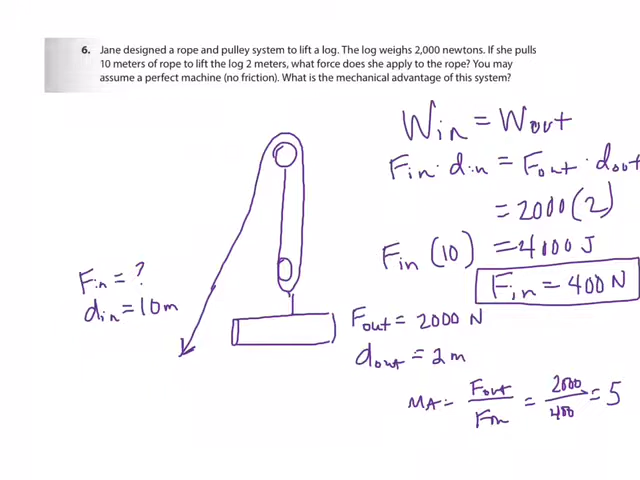 6. Jane designed a rope and pulley system to lift a log. The log weighs 2,000 newtons. If she pulls
10 meters of rope to lift the log 2 meters, what force does she apply to the rope? You may
assume a perfect machine (no friction). What is the mechanical advantage of this system?
Win = Wout
Fin · din = Fout · dout
= 2000 (2)
Fin (10) = 4000 J
Fin = 400 N
Fin = ?
din = 10m
Fout = 2000 N
dout = 2m
MA = Fout / Fin = 2000 / 400 = 5